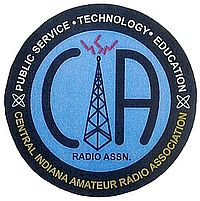 PUBLIC SERVICE • TECHNOLOGY • EDUCATION
CIA
RADIO ASSN.
CENTRAL INDIANA AMATEUR RADIO ASSOCIATION